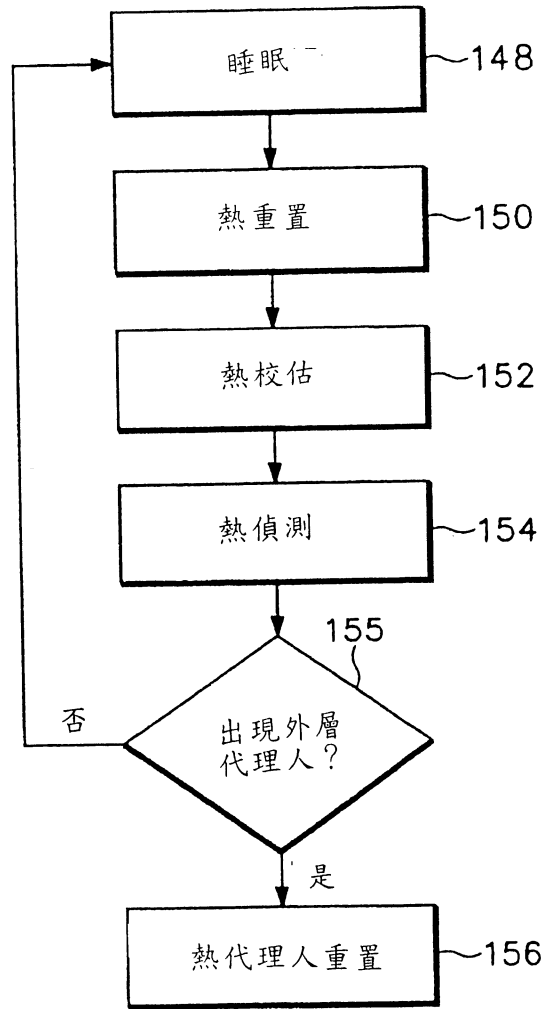 睡眠
148
熱重置
150
熱校估
152
熱偵測
154
155
出現外層
代理人？
否
是
熱代理人重置
156